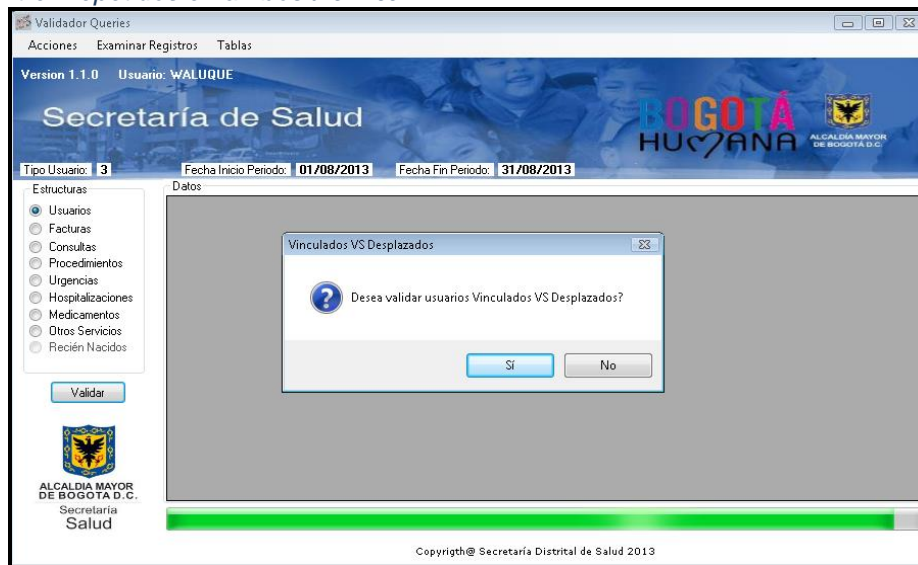 Validador Queries
Acciones Examinar Registros Tablas
Version 1.1.0 Usuario: WALUQUE
Secretaría de Salud
BOGOTÁ
HUMANA
ALCALDIA MAYOR
DE BOGOTA D.C.
Tipo Usuario: 3 Fecha Inicio Periodo: 01/08/2013 Fecha Fin Periodo: 31/08/2013
Estructuras
Datos
Usuarios
Facturas
Consultas
Procedimientos
Urgencias
Hospitalizaciones
Medicamentos
Otros Servicios
Recién Nacidos
Validar
Vinculados VS Desplazados
Desea validar usuarios Vinculados VS Desplazados?
Sí No
ALCALDIA MAYOR
DE BOGOTA D.C.
Secretaría
Salud
Copyrigth@ Secretaría Distrital de Salud 2013